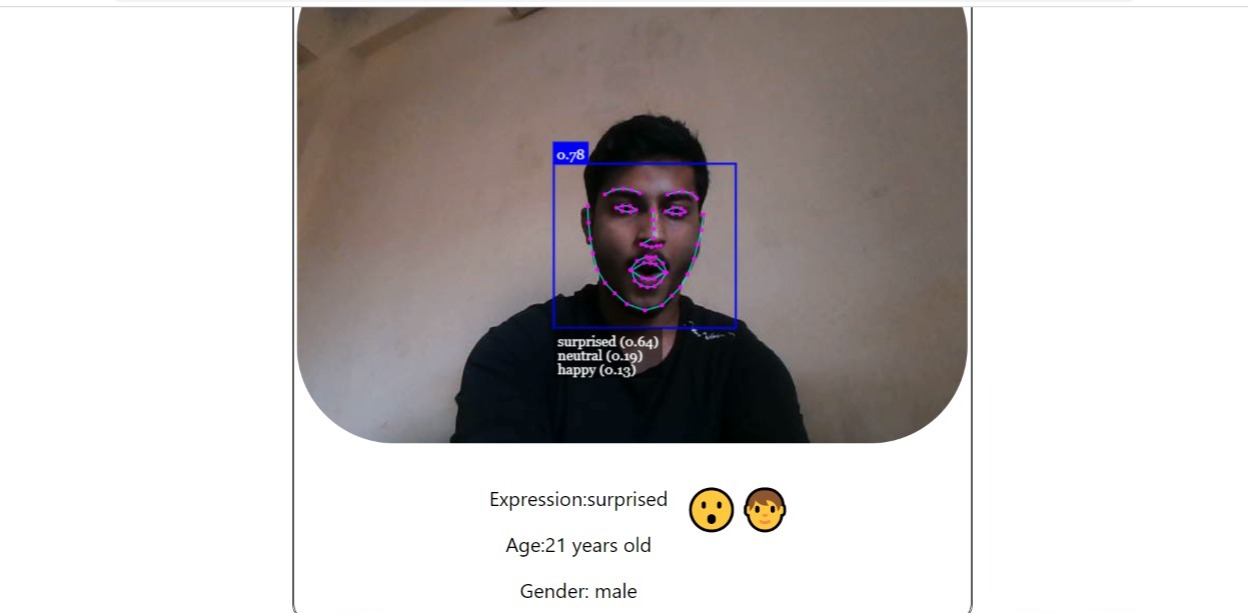 0.78
surprised (0.64)
neutral (0.19)
happy (0.13)
Expression:surprised
Age:21 years old
Gender: male